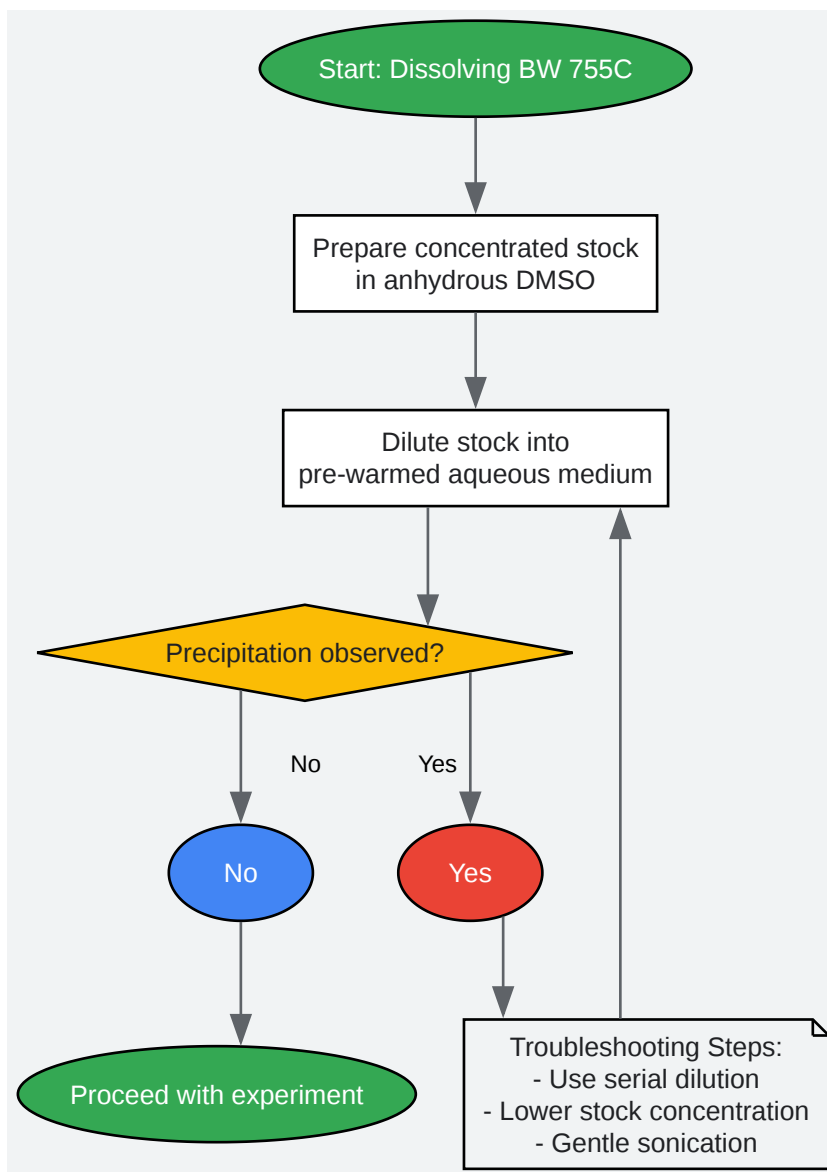 Start: Dissolving BW 755C
Prepare concentrated stock
in anhydrous DMSO
Dilute stock into
pre-warmed aqueous medium
Precipitation observed?
No
Yes
No
Yes
Proceed with experiment
Troubleshooting Steps:
- Use serial dilution
- Lower stock concentration
- Gentle sonication